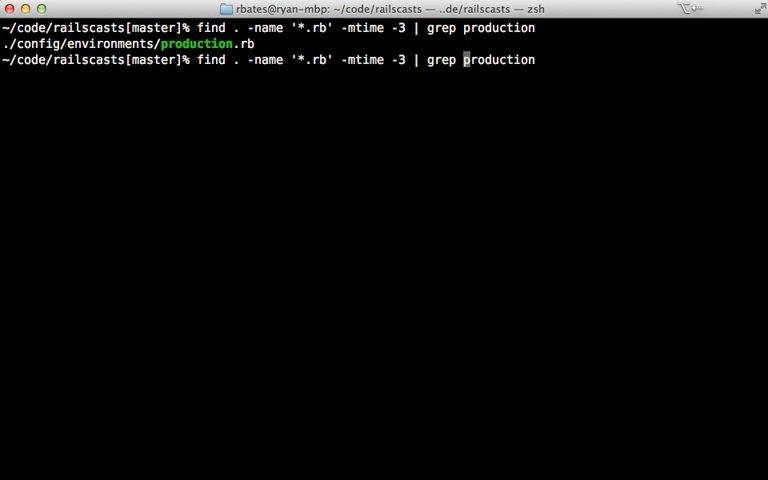 rbates@ryan-mbp: ~/code/railscasts — ..de/railscasts — zsh
~/code/railscasts[master]% find . -name '*.rb' -mtime -3 | grep production
./config/environments/production.rb
~/code/railscasts[master]% find . -name '*.rb' -mtime -3 | grep production